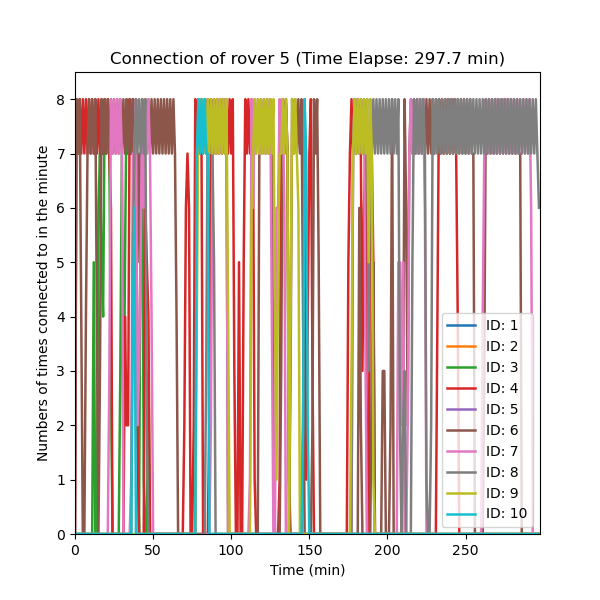 Connection of rover 5 (Time Elapse: 297.7 min)
Numbers of times connected to in the minute
8
7
6
5
4
3
2
1
0
0 50 100 150 200 250
Time (min)
ID: 1
ID: 2
ID: 3
ID: 4
ID: 5
ID: 6
ID: 7
ID: 8
ID: 9
ID: 10